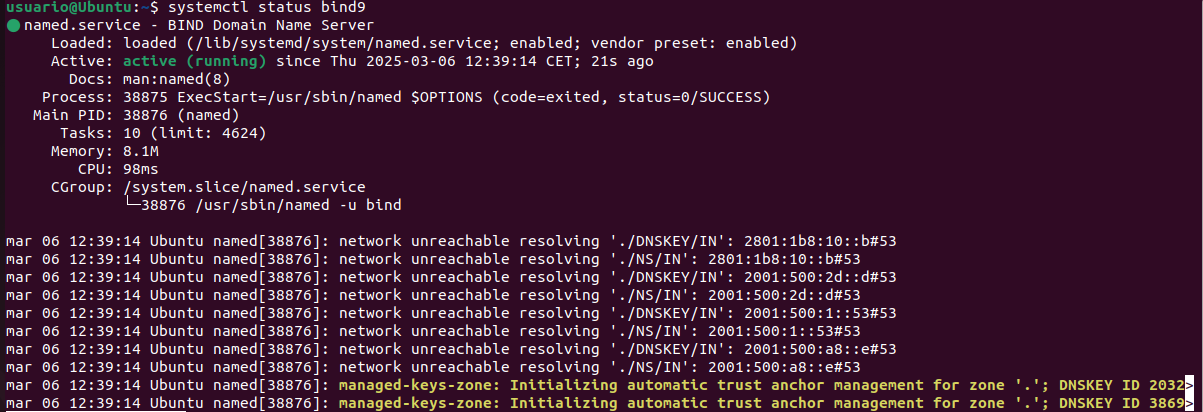 usuario@Ubuntu:~$ systemctl status bind9
● named.service - BIND Domain Name Server
     Loaded: loaded (/lib/systemd/system/named.service; enabled; vendor preset: enabled)
     Active: active (running) since Thu 2025-03-06 12:39:14 CET; 21s ago
       Docs: man:named(8)
    Process: 38875 ExecStart=/usr/sbin/named $OPTIONS (code=exited, status=0/SUCCESS)
   Main PID: 38876 (named)
      Tasks: 10 (limit: 4624)
     Memory: 8.1M
        CPU: 98ms
     CGroup: /system.slice/named.service
             └─38876 /usr/sbin/named -u bind

mar 06 12:39:14 Ubuntu named[38876]: network unreachable resolving './DNSKEY/IN': 2801:1b8:10::b#53
mar 06 12:39:14 Ubuntu named[38876]: network unreachable resolving './NS/IN': 2801:1b8:10::b#53
mar 06 12:39:14 Ubuntu named[38876]: network unreachable resolving './DNSKEY/IN': 2001:500:2d::d#53
mar 06 12:39:14 Ubuntu named[38876]: network unreachable resolving './NS/IN': 2001:500:2d::d#53
mar 06 12:39:14 Ubuntu named[38876]: network unreachable resolving './DNSKEY/IN': 2001:500:1::53#53
mar 06 12:39:14 Ubuntu named[38876]: network unreachable resolving './NS/IN': 2001:500:1::53#53
mar 06 12:39:14 Ubuntu named[38876]: network unreachable resolving './DNSKEY/IN': 2001:500:a8::e#53
mar 06 12:39:14 Ubuntu named[38876]: network unreachable resolving './NS/IN': 2001:500:a8::e#53
mar 06 12:39:14 Ubuntu named[38876]: managed-keys-zone: Initializing automatic trust anchor management for zone '.'; DNSKEY ID 2032>
mar 06 12:39:14 Ubuntu named[38876]: managed-keys-zone: Initializing automatic trust anchor management for zone '.'; DNSKEY ID 3869>